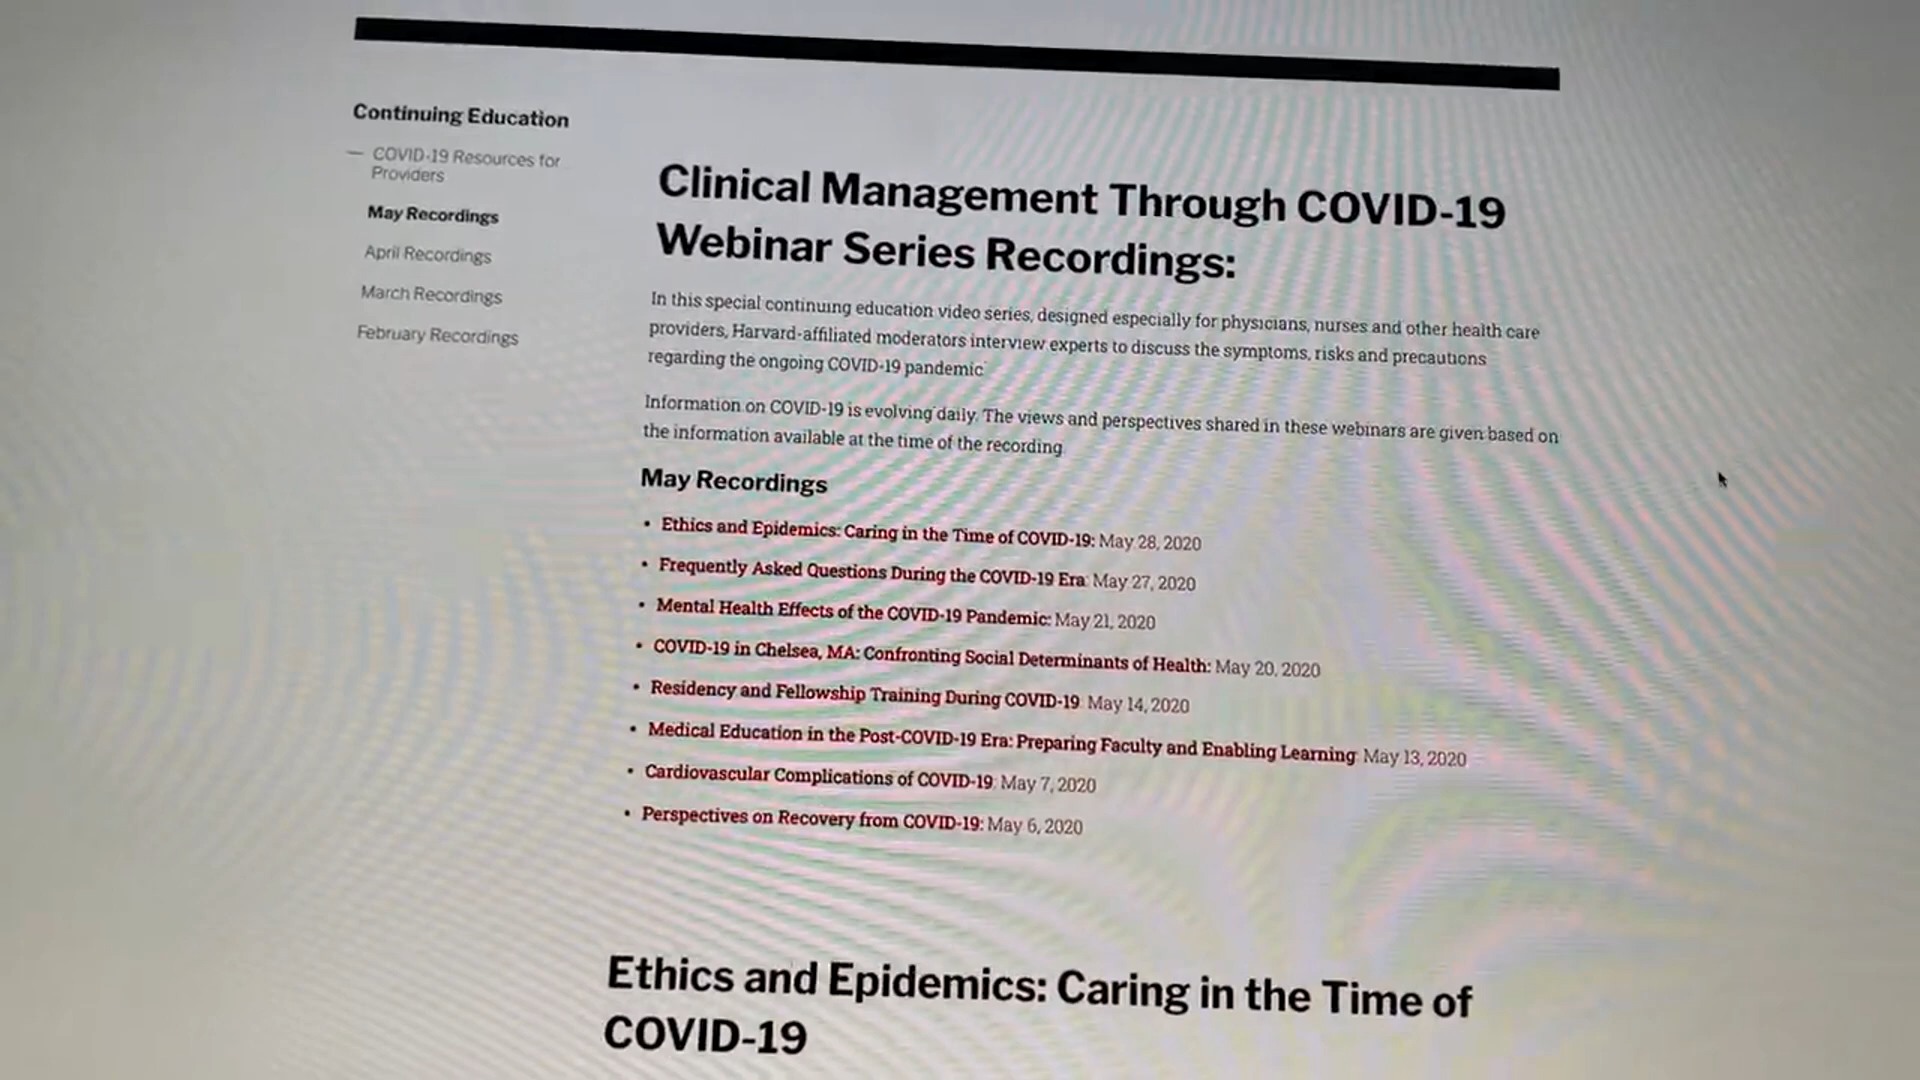 Continuing Education
— COVID-19 Resources for
Providers
May Recordings
April Recordings
March Recordings
February Recordings
Clinical Management Through COVID-19
Webinar Series Recordings:
In this special continuing education video series, designed especially for physicians, nurses and other health care
providers, Harvard-affiliated moderators interview experts to discuss the symptoms, risks and precautions
regarding the ongoing COVID-19 pandemic.
Information on COVID-19 is evolving daily. The views and perspectives shared in these webinars are given based on
the information available at the time of the recording.
May Recordings
• Ethics and Epidemics: Caring in the Time of COVID-19: May 28, 2020
• Frequently Asked Questions During the COVID-19 Era: May 27, 2020
• Mental Health Effects of the COVID-19 Pandemic: May 21, 2020
• COVID-19 in Chelsea, MA: Confronting Social Determinants of Health: May 20, 2020
• Residency and Fellowship Training During COVID-19: May 14, 2020
• Medical Education in the Post-COVID-19 Era: Preparing Faculty and Enabling Learning: May 13, 2020
• Cardiovascular Complications of COVID-19: May 7, 2020
• Perspectives on Recovery from COVID-19: May 6, 2020
Ethics and Epidemics: Caring in the Time of
COVID-19